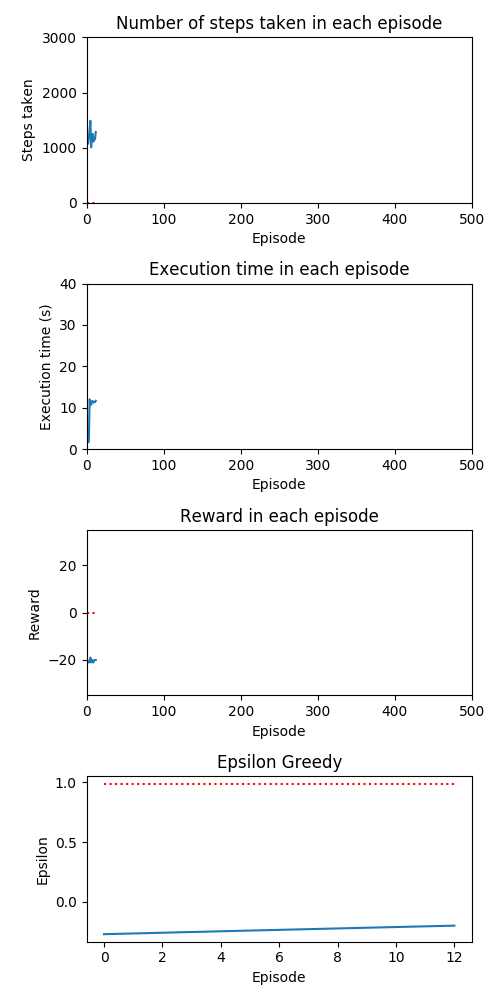 Number of steps taken in each episode
3000
2000
1000
0
Steps taken
0 100 200 300 400 500
Episode
Execution time in each episode
40
30
20
10
0
Execution time (s)
0 100 200 300 400 500
Episode
Reward in each episode
20
0
−20
Reward
0 100 200 300 400 500
Episode
Epsilon Greedy
1.0
0.5
0.0
Epsilon
0 2 4 6 8 10 12
Episode